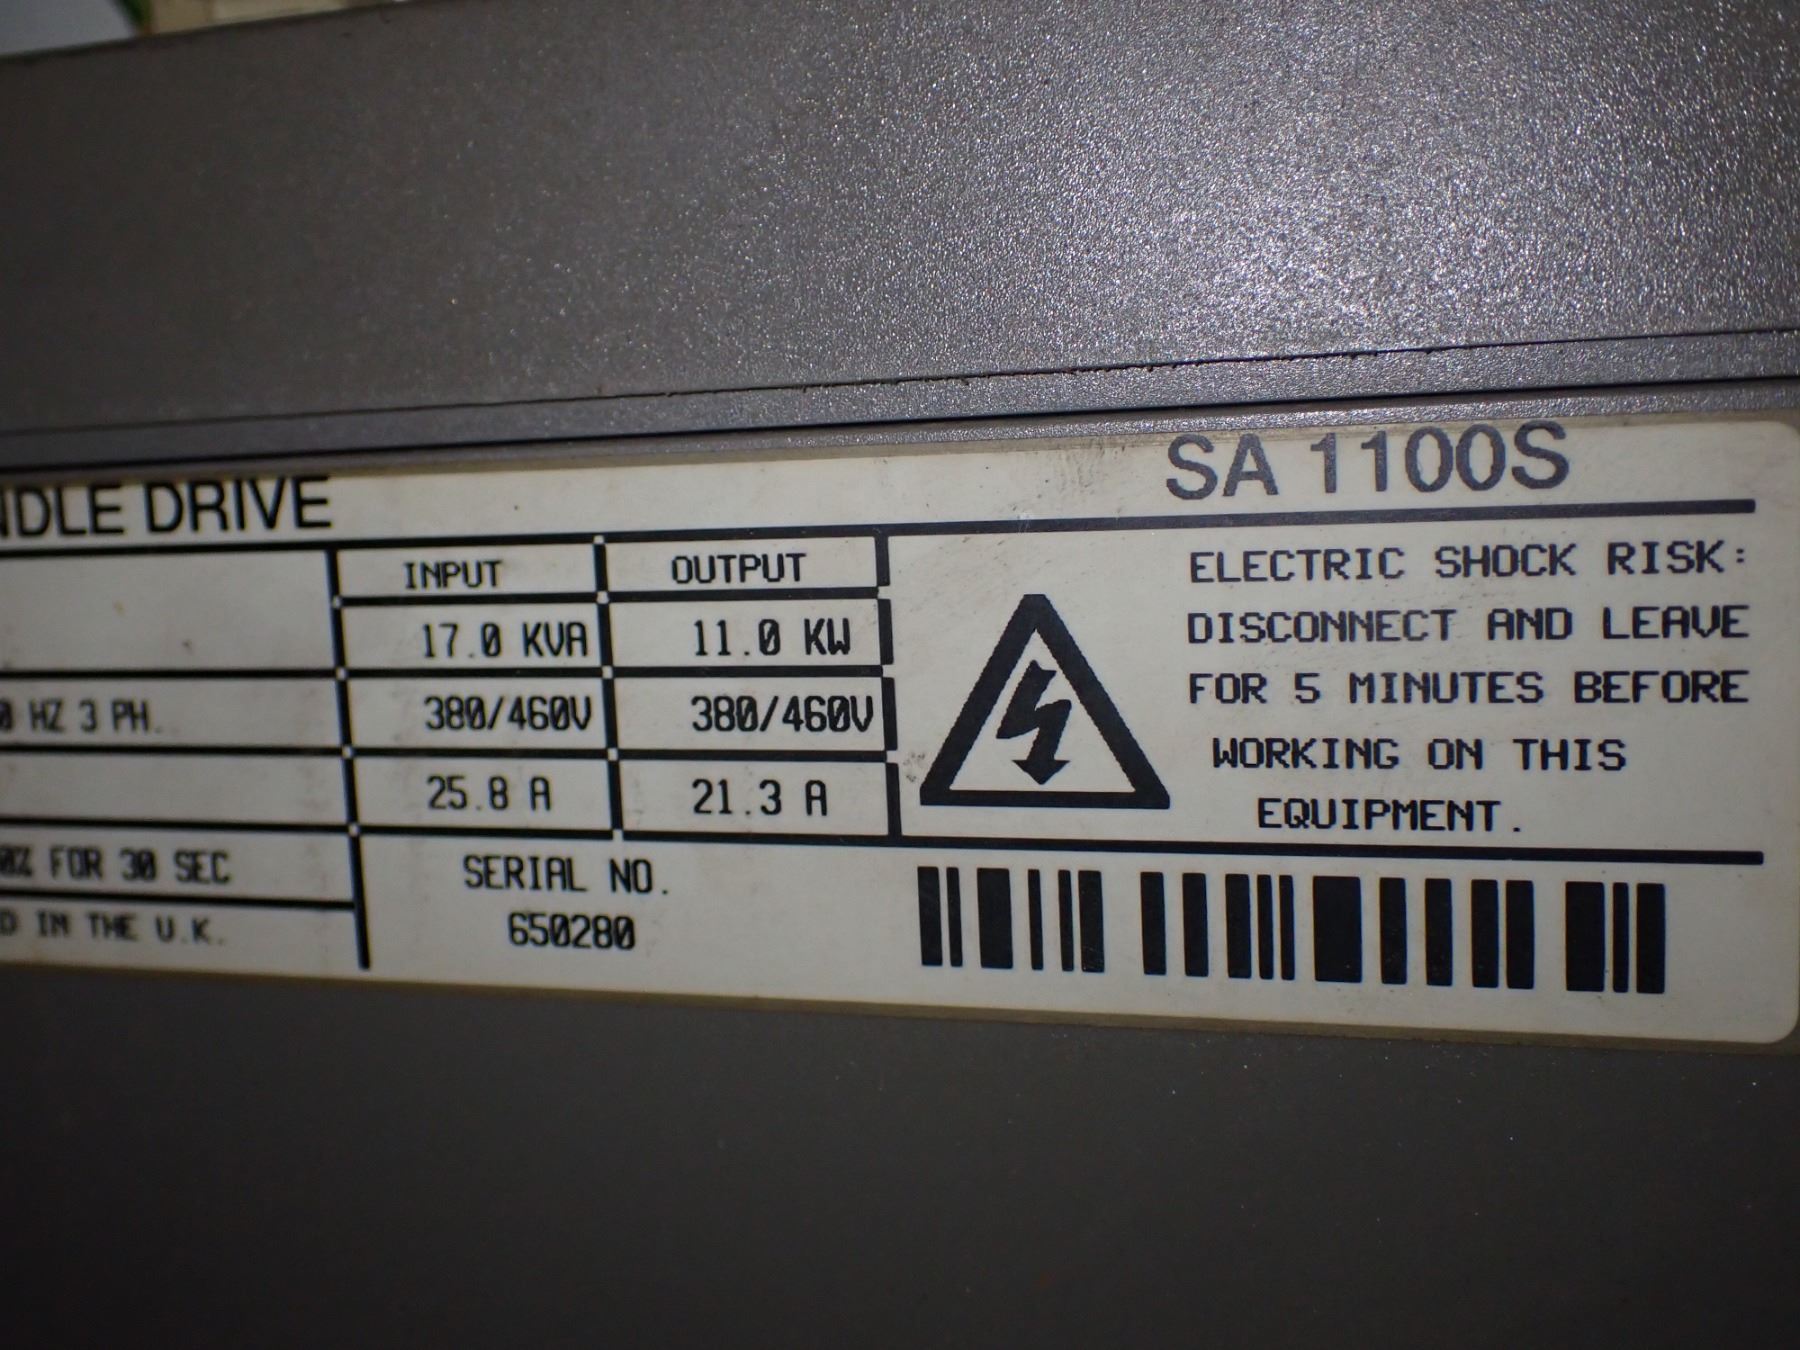 SA 1100S
DRIVE
INPUT OUTPUT
17.0 KVA 11.0 KW
HZ 3 PH. 380/460V 380/460V
25.8 A 21.3 A
FOR 30 SEC
IN THE U.K.
SERIAL NO.
650280
ELECTRIC SHOCK RISK:
DISCONNECT AND LEAVE
FOR 5 MINUTES BEFORE
WORKING ON THIS
EQUIPMENT.